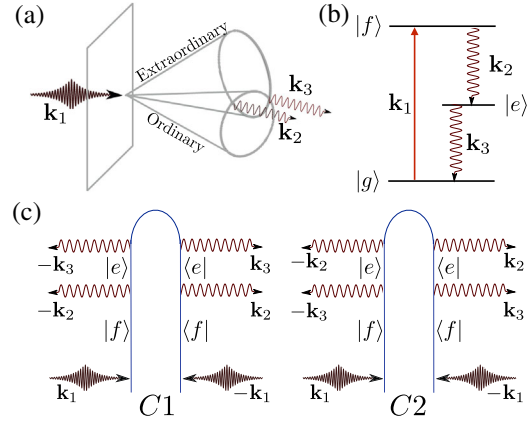 (a)
Extraordinary
Ordinary
k₁
k₃
k₂
(b)
|f⟩
k₂
k₁
|e⟩
k₃
|g⟩
(c)
−k₃ |e⟩ ⟨e| k₃
−k₂ k₂
|f⟩ ⟨f|
k₁ −k₁
C1
−k₂ |e⟩ ⟨e| k₂
−k₃ k₃
|f⟩ ⟨f|
k₁ −k₁
C2